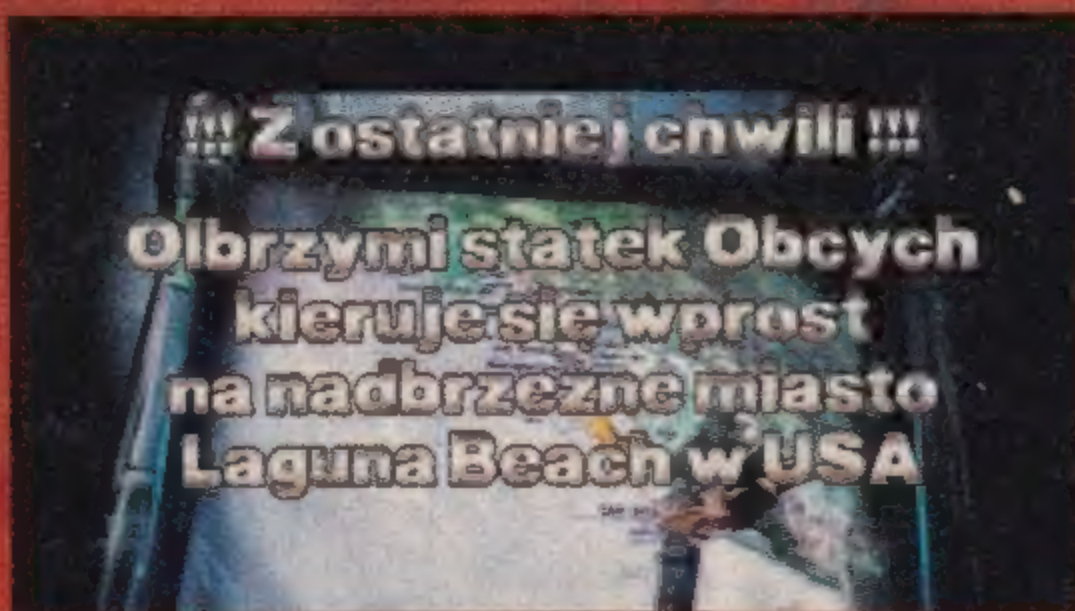 !!! Z ostatniej chwili !!!
Olbrzymi statek Obcych
kieruje się wprost
na nadbrzeżne miasto
Laguna Beach w USA